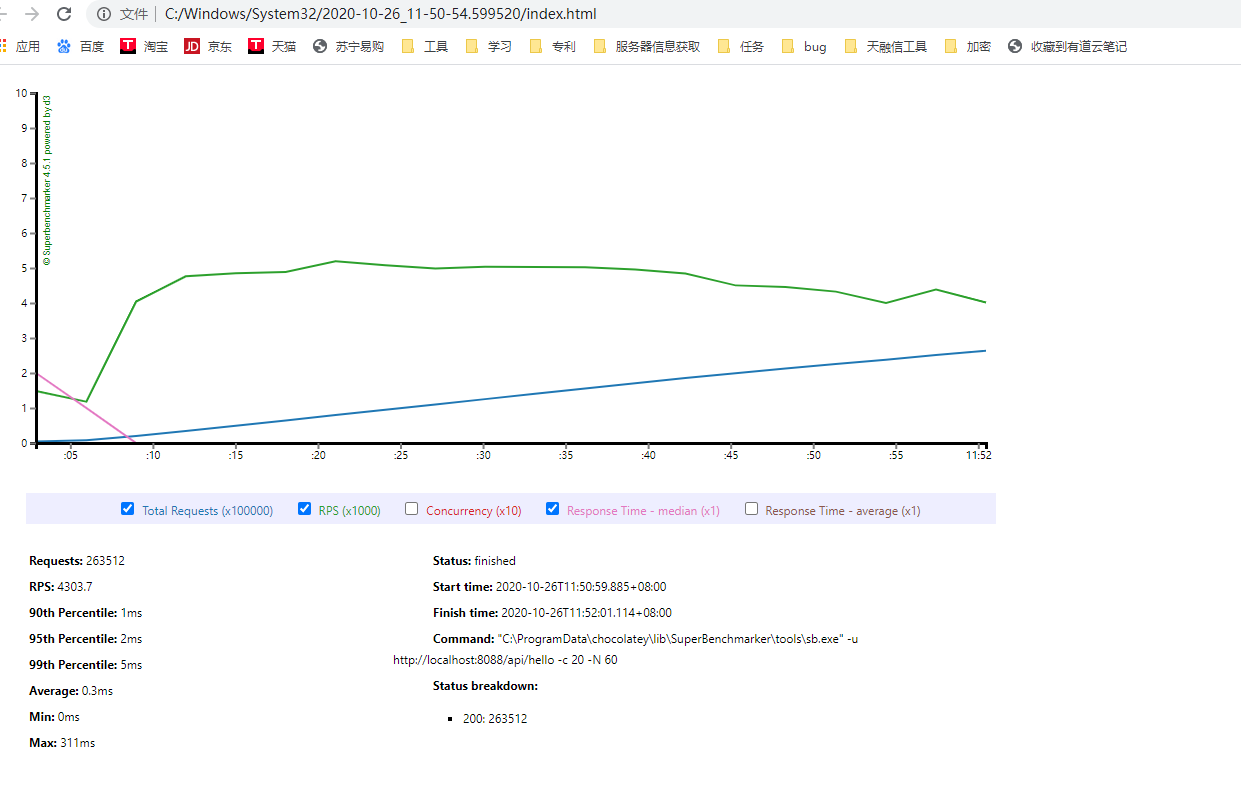 文件 C:/Windows/System32/2020-10-26_11-50-54.599520/index.html
应用 百度 淘宝 京东 天猫 苏宁易购 工具 学习 专利 服务器信息获取 任务 bug 天融信工具 加密 收藏到有道云笔记
10
9
8
7
6
5
4
3
2
1
0
© Superbenchmarker 4.5.1 powered by d3
:05 :10 :15 :20 :25 :30 :35 :40 :45 :50 :55 11:52
Total Requests (x100000) RPS (x1000) Concurrency (x10) Response Time - median (x1) Response Time - average (x1)
Requests: 263512
RPS: 4303.7
90th Percentile: 1ms
95th Percentile: 2ms
99th Percentile: 5ms
Average: 0.3ms
Min: 0ms
Max: 311ms
Status: finished
Start time: 2020-10-26T11:50:59.885+08:00
Finish time: 2020-10-26T11:52:01.114+08:00
Command: "C:\ProgramData\chocolatey\lib\SuperBenchmarker\tools\sb.exe" -u
http://localhost:8088/api/hello -c 20 -N 60
Status breakdown:
200: 263512